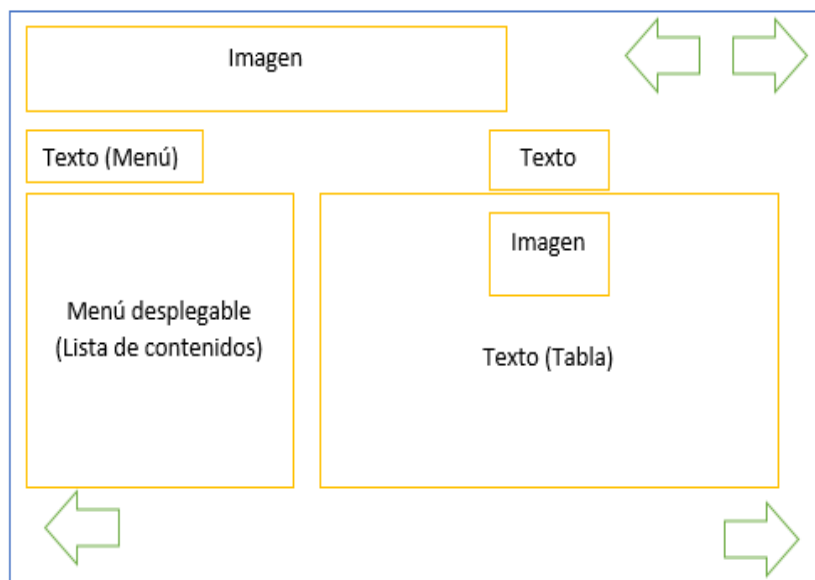 Imagen
Texto (Menú)
Texto
Menú desplegable
(Lista de contenidos)
Imagen
Texto (Tabla)